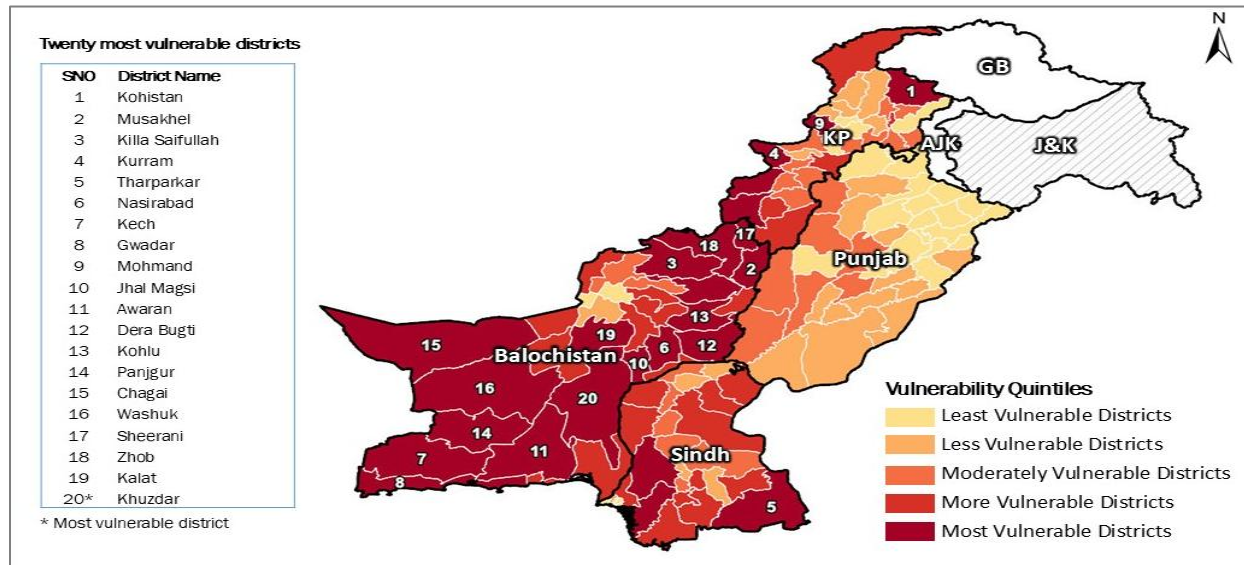 Twenty most vulnerable districts
SNO District Name
1 Kohistan
2 Musakhel
3 Killa Saifullah
4 Kurram
5 Tharparkar
6 Nasirabad
7 Kech
8 Gwadar
9 Mohmand
10 Jhal Magsi
11 Awaran
12 Dera Bugti
13 Kohlu
14 Panjgur
15 Chagai
16 Washuk
17 Sheerani
18 Zhob
19 Kalat
20* Khuzdar
* Most vulnerable district
N
GB
1
9
KP
AJK
J&K
4
17
18
3
2
Punjab
13
19
15
6
12
Balochistan
10
16
20
14
11
Sindh
7
8
5
Vulnerability Quintiles
Least Vulnerable Districts
Less Vulnerable Districts
Moderately Vulnerable Districts
More Vulnerable Districts
Most Vulnerable Districts